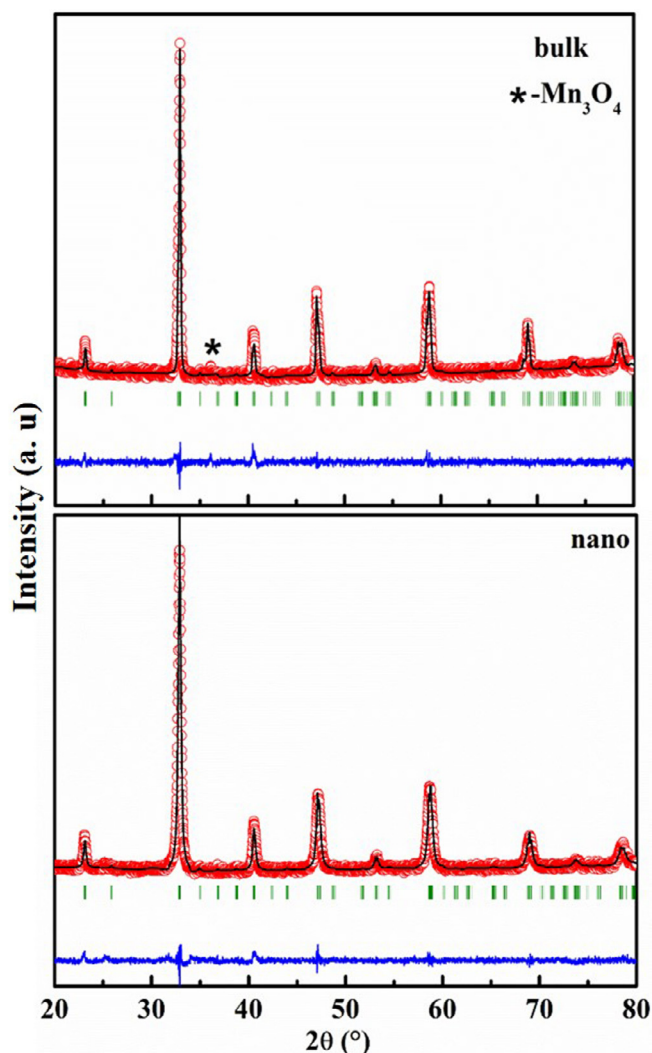 bulk
*-Mn₃O₄
*
Intensity (a. u)
nano
20 30 40 50 60 70 80
2θ (°)